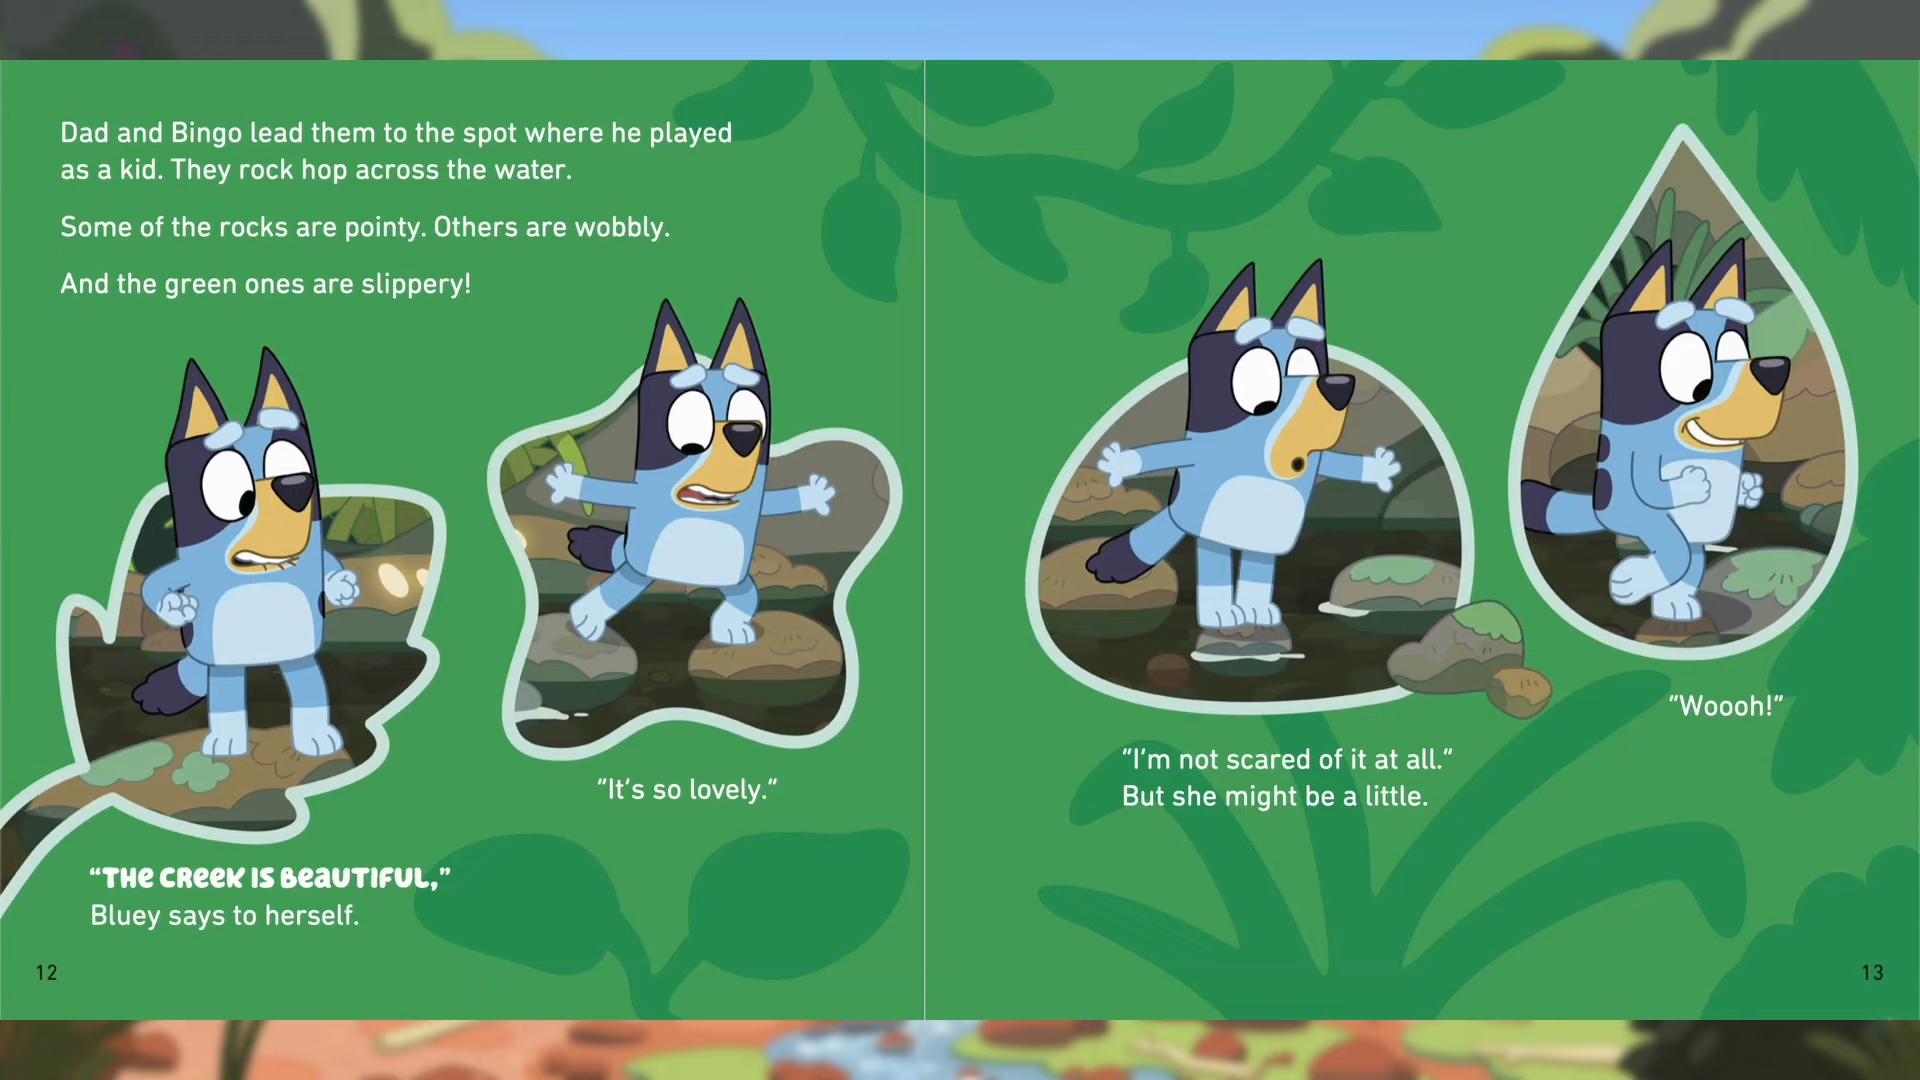 Dad and Bingo lead them to the spot where he played
as a kid. They rock hop across the water.
Some of the rocks are pointy. Others are wobbly.
And the green ones are slippery!
“THE CREEK IS BEAUTIFUL,”
Bluey says to herself.
“It’s so lovely.”
12
“I’m not scared of it at all.”
But she might be a little.
“Woooh!”
13